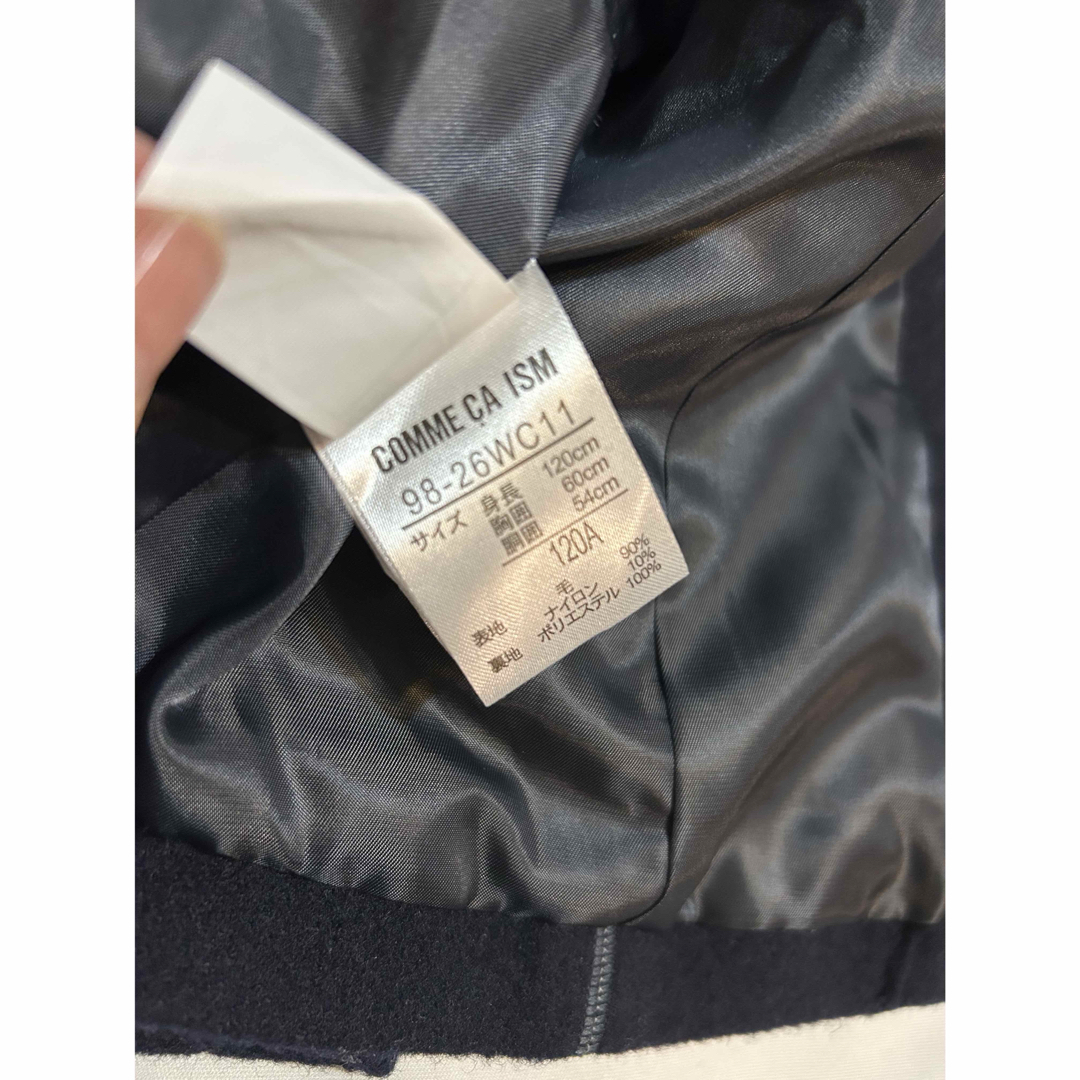 COMME ÇA ISM
98-26WC11
サイズ 身長 120cm
胸囲 60cm
胴囲 54cm
120A
表地 毛 90%
ナイロン 10%
裏地 ポリエステル 100%